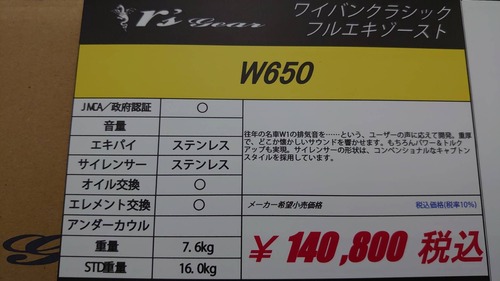 r's Gear
ワイバンクラシック
フルエキゾースト
W650
JMCA／政府認証 ○
音量
エキパイ ステンレス
サイレンサー ステンレス
オイル交換 ○
エレメント交換 ○
アンダーカウル
重量 7.6kg
STD重量 16.0kg
往年の名車W1の排気音を……という、ユーザーの声に応えて開発。重厚
で、どこか懐かしいサウンドを響かせます。もちろんパワー＆トルク
アップも実現。サイレンサーの形状は、コンベンショナルなキャプトン
スタイルを採用しています。
メーカー希望小売価格 税込価格(税率10%)
￥140,800 税込